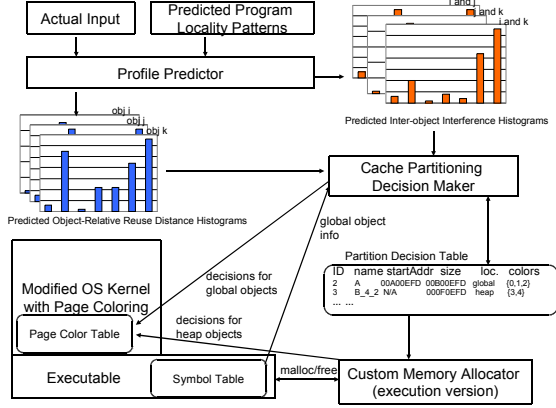 Actual Input
Predicted Program
Locality Patterns
i and j
j and k
i and k
Profile Predictor
Predicted Inter-object Interference Histograms
obj i
obj j
obj k
Cache Partitioning
Decision Maker
Predicted Object-Relative Reuse Distance Histograms
global object
info
Partition Decision Table
ID name startAddr size loc. colors
2 A 00A00EFD 00B00EFD global {0,1,2}
3 B_4_2 N/A 000F0EFD heap {3,4}
... ...
Modified OS Kernel
with Page Coloring
decisions for
global objects
Page Color Table
decisions for
heap objects
Executable
Symbol Table
malloc/free
Custom Memory Allocator
(execution version)